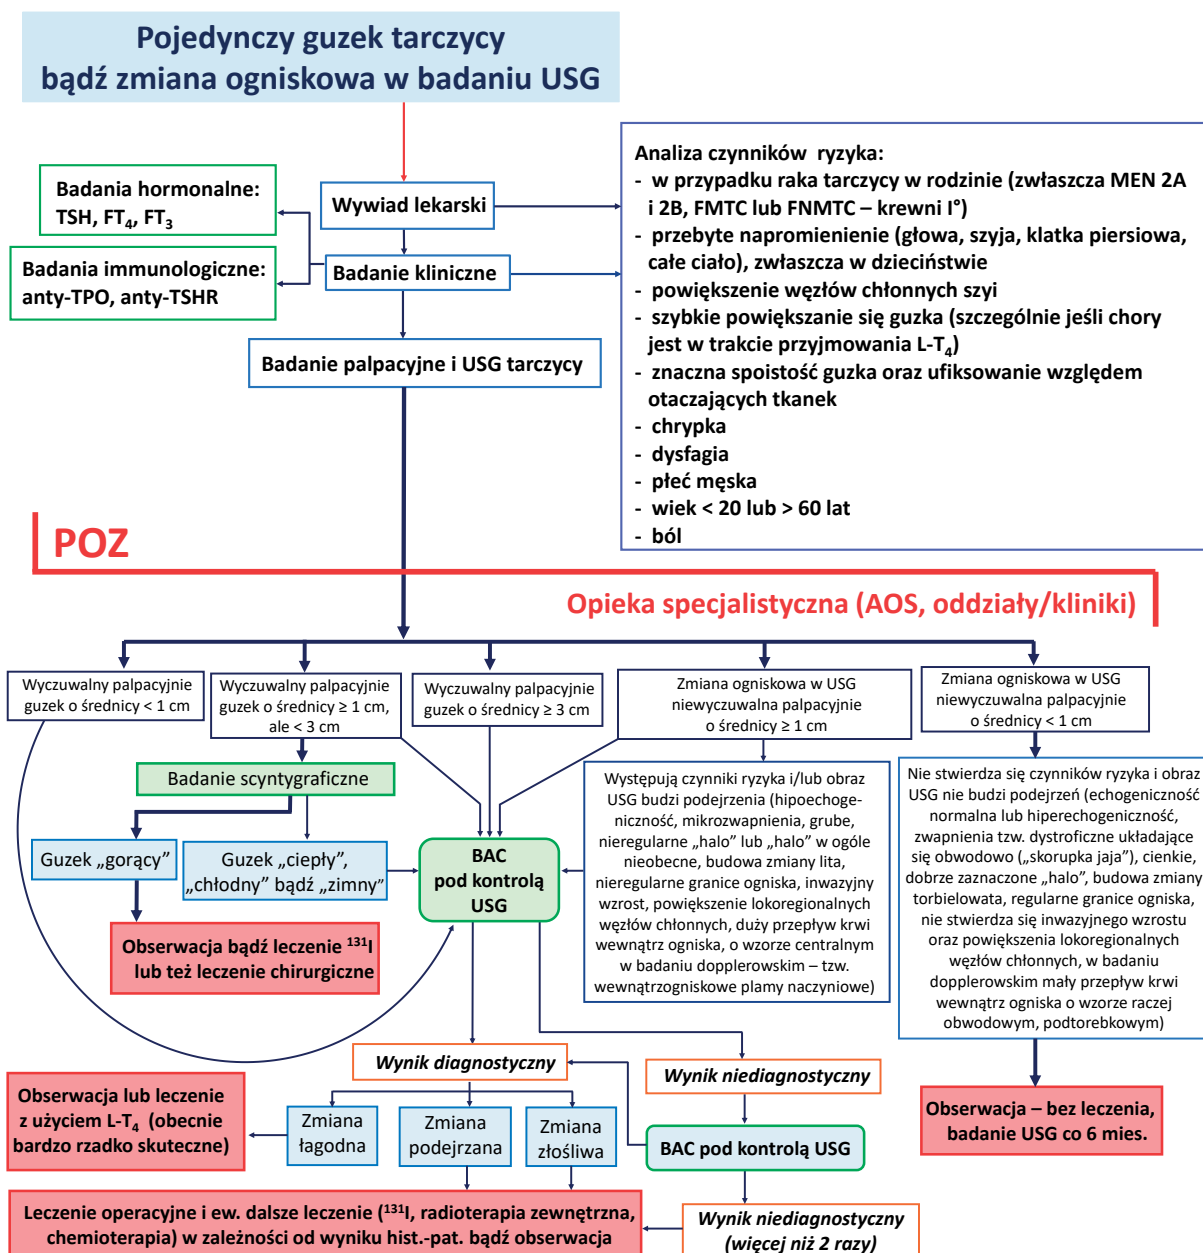 Pojedynczy guzek tarczycy
bądź zmiana ogniskowa w badaniu USG
Badania hormonalne:
TSH, FT₄, FT₃
Badania immunologiczne:
anty-TPO, anty-TSHR
Wywiad lekarski
Badanie kliniczne
Badanie palpacyjne i USG tarczycy
Analiza czynników ryzyka:
- w przypadku raka tarczycy w rodzinie (zwłaszcza MEN 2A
i 2B, FMTC lub FNMTC – krewni I°)
- przebyte napromienienie (głowa, szyja, klatka piersiowa,
całe ciało), zwłaszcza w dzieciństwie
- powiększenie węzłów chłonnych szyi
- szybkie powiększanie się guzka (szczególnie jeśli chory
jest w trakcie przyjmowania L-T₄)
- znaczna spoistość guzka oraz ufiksowanie względem
otaczających tkanek
- chrypka
- dysfagia
- płeć męska
- wiek < 20 lub > 60 lat
- ból
POZ
Opieka specjalistyczna (AOS, oddziały/kliniki)
Wyczuwalny palpacyjnie
guzek o średnicy < 1 cm
Wyczuwalny palpacyjnie
guzek o średnicy ≥ 1 cm,
ale < 3 cm
Wyczuwalny palpacyjnie
guzek o średnicy ≥ 3 cm
Zmiana ogniskowa w USG
niewyczuwalna palpacyjnie
o średnicy ≥ 1 cm
Zmiana ogniskowa w USG
niewyczuwalna palpacyjnie
o średnicy < 1 cm
Badanie scyntygraficzne
Guzek „gorący”
Guzek „ciepły”,
„chłodny” bądź „zimny”
Obserwacja bądź leczenie ¹³¹I
lub też leczenie chirurgiczne
BAC
pod kontrolą
USG
Występują czynniki ryzyka i/lub obraz
USG budzi podejrzenia (hipoechoge-
niczność, mikrozwapnienia, grube,
nieregularne „halo” lub „halo” w ogóle
nieobecne, budowa zmiany lita,
nieregularne granice ogniska, inwazyjny
wzrost, powiększenie lokoregionalnych
węzłów chłonnych, duży przepływ krwi
wewnątrz ogniska, o wzorze centralnym
w badaniu dopplerowskim – tzw.
wewnątrzogniskowe plamy naczyniowe)
Nie stwierdza się czynników ryzyka i obraz
USG nie budzi podejrzeń (echogeniczność
normalna lub hiperechogeniczność,
zwapnienia tzw. dystroficzne układające
się obwodowo („skorupka jaja”), cienkie,
dobrze zaznaczone „halo”, budowa zmiany
torbielowata, regularne granice ogniska,
nie stwierdza się inwazyjnego wzrostu
oraz powiększenia lokoregionalnych
węzłów chłonnych, w badaniu
dopplerowskim mały przepływ krwi
wewnątrz ogniska o wzorze raczej
obwodowym, podtorebkowym)
Wynik diagnostyczny
Wynik niediagnostyczny
Obserwacja lub leczenie
z użyciem L-T₄ (obecnie
bardzo rzadko skuteczne)
Zmiana
łagodna
Zmiana
podejrzana
Zmiana
złośliwa
BAC pod kontrolą USG
Obserwacja – bez leczenia,
badanie USG co 6 mies.
Leczenie operacyjne i ew. dalsze leczenie (¹³¹I, radioterapia zewnętrzna,
chemioterapia) w zależności od wyniku hist.-pat. bądź obserwacja
Wynik niediagnostyczny
(więcej niż 2 razy)